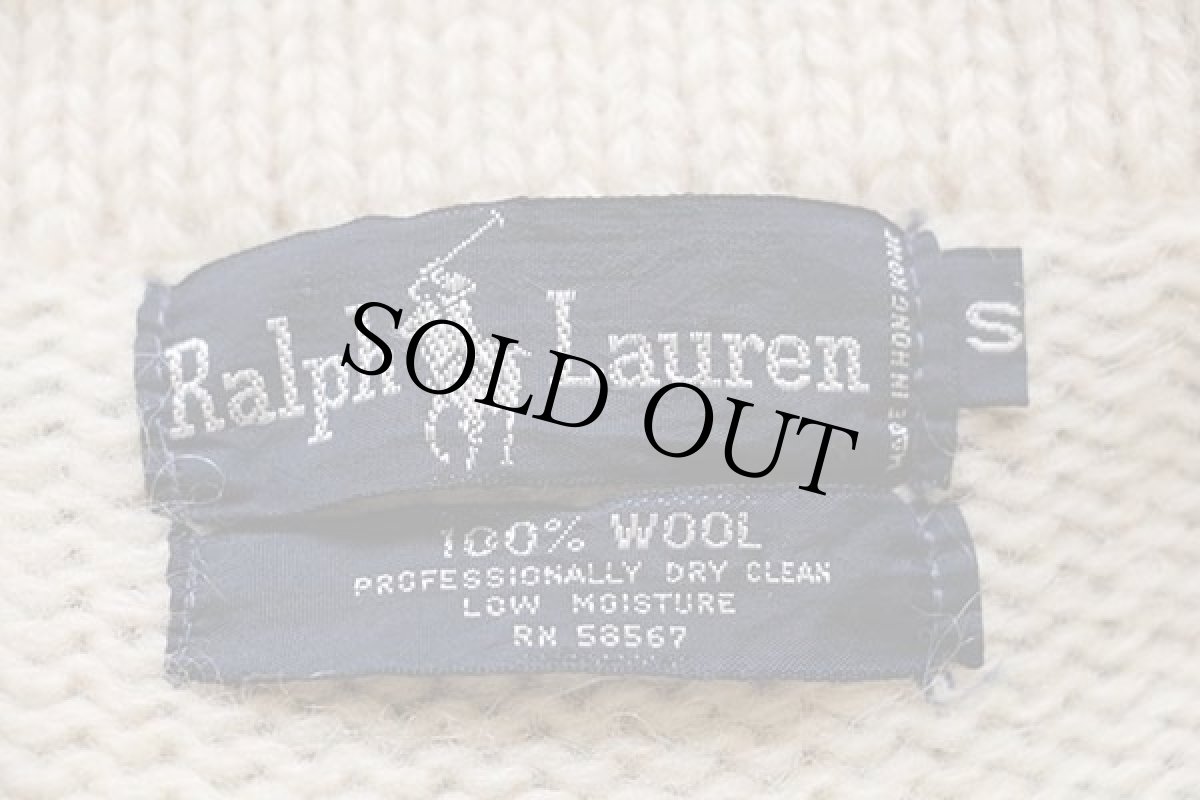 Ralph Lauren
MADE IN HONG KONG
S
SOLD OUT
100% WOOL
PROFESSIONALLY DRY CLEAN
LOW MOISTURE
RN 58567